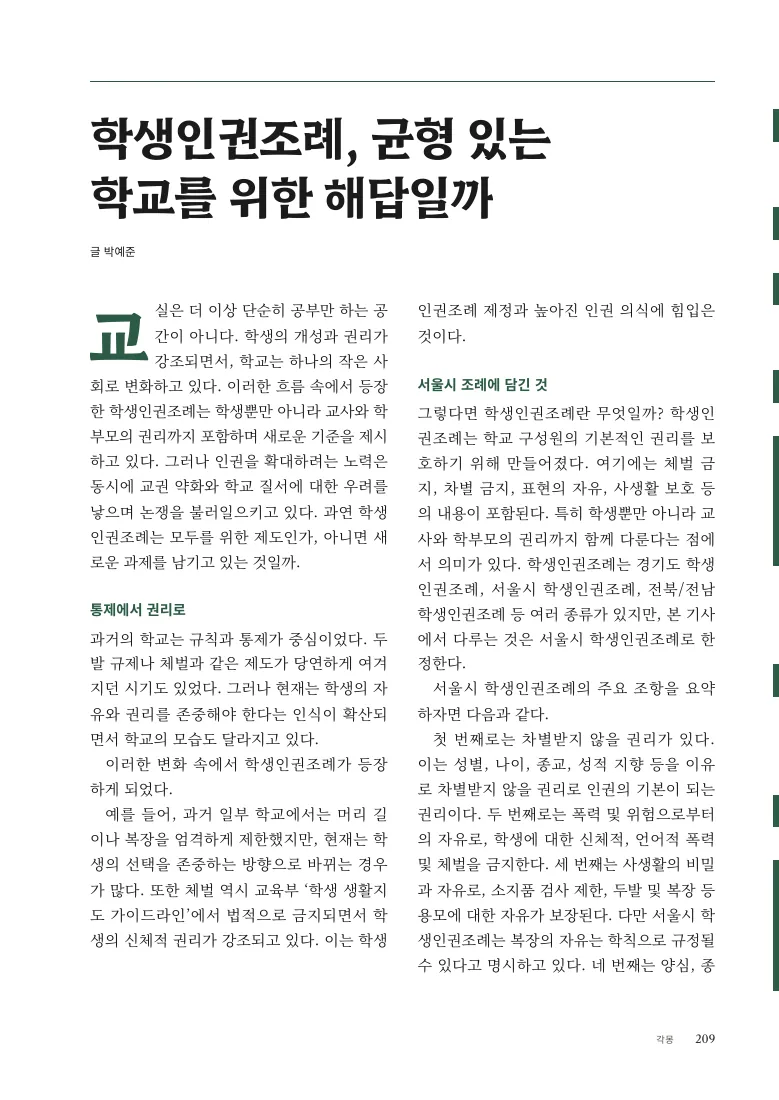 학생인권조례, 균형 있는
학교를 위한 해답일까
글 박예준
교실은 더 이상 단순히 공부만 하는 공
간이 아니다. 학생의 개성과 권리가
강조되면서, 학교는 하나의 작은 사
회로 변화하고 있다. 이러한 흐름 속에서 등장
한 학생인권조례는 학생뿐만 아니라 교사와 학
부모의 권리까지 포함하며 새로운 기준을 제시
하고 있다. 그러나 인권을 확대하려는 노력은
동시에 교권 약화와 학교 질서에 대한 우려를
낳으며 논쟁을 불러일으키고 있다. 과연 학생
인권조례는 모두를 위한 제도인가, 아니면 새
로운 과제를 남기고 있는 것일까.
통제에서 권리로
과거의 학교는 규칙과 통제가 중심이었다. 두
발 규제나 체벌과 같은 제도가 당연하게 여겨
지던 시기도 있었다. 그러나 현재는 학생의 자
유와 권리를 존중해야 한다는 인식이 확산되
면서 학교의 모습도 달라지고 있다.
이러한 변화 속에서 학생인권조례가 등장
하게 되었다.
예를 들어, 과거 일부 학교에서는 머리 길
이나 복장을 엄격하게 제한했지만, 현재는 학
생의 선택을 존중하는 방향으로 바뀌는 경우
가 많다. 또한 체벌 역시 교육부 ‘학생 생활지
도 가이드라인’에서 법적으로 금지되면서 학
생의 신체적 권리가 강조되고 있다. 이는 학생
인권조례 제정과 높아진 인권 의식에 힘입은
것이다.
서울시 조례에 담긴 것
그렇다면 학생인권조례란 무엇일까? 학생인
권조례는 학교 구성원의 기본적인 권리를 보
호하기 위해 만들어졌다. 여기에는 체벌 금
지, 차별 금지, 표현의 자유, 사생활 보호 등
의 내용이 포함된다. 특히 학생뿐만 아니라 교
사와 학부모의 권리까지 함께 다룬다는 점에
서 의미가 있다. 학생인권조례는 경기도 학생
인권조례, 서울시 학생인권조례, 전북/전남
학생인권조례 등 여러 종류가 있지만, 본 기사
에서 다루는 것은 서울시 학생인권조례로 한
정한다.
서울시 학생인권조례의 주요 조항을 요약
하자면 다음과 같다.
첫 번째로는 차별받지 않을 권리가 있다.
이는 성별, 나이, 종교, 성적 지향 등을 이유
로 차별받지 않을 권리로 인권의 기본이 되는
권리이다. 두 번째로는 폭력 및 위험으로부터
의 자유로, 학생에 대한 신체적, 언어적 폭력
및 체벌을 금지한다. 세 번째는 사생활의 비밀
과 자유로, 소지품 검사 제한, 두발 및 복장 등
용모에 대한 자유가 보장된다. 다만 서울시 학
생인권조례는 복장의 자유는 학칙으로 규정될
수 있다고 명시하고 있다. 네 번째는 양심, 종
각몽 209